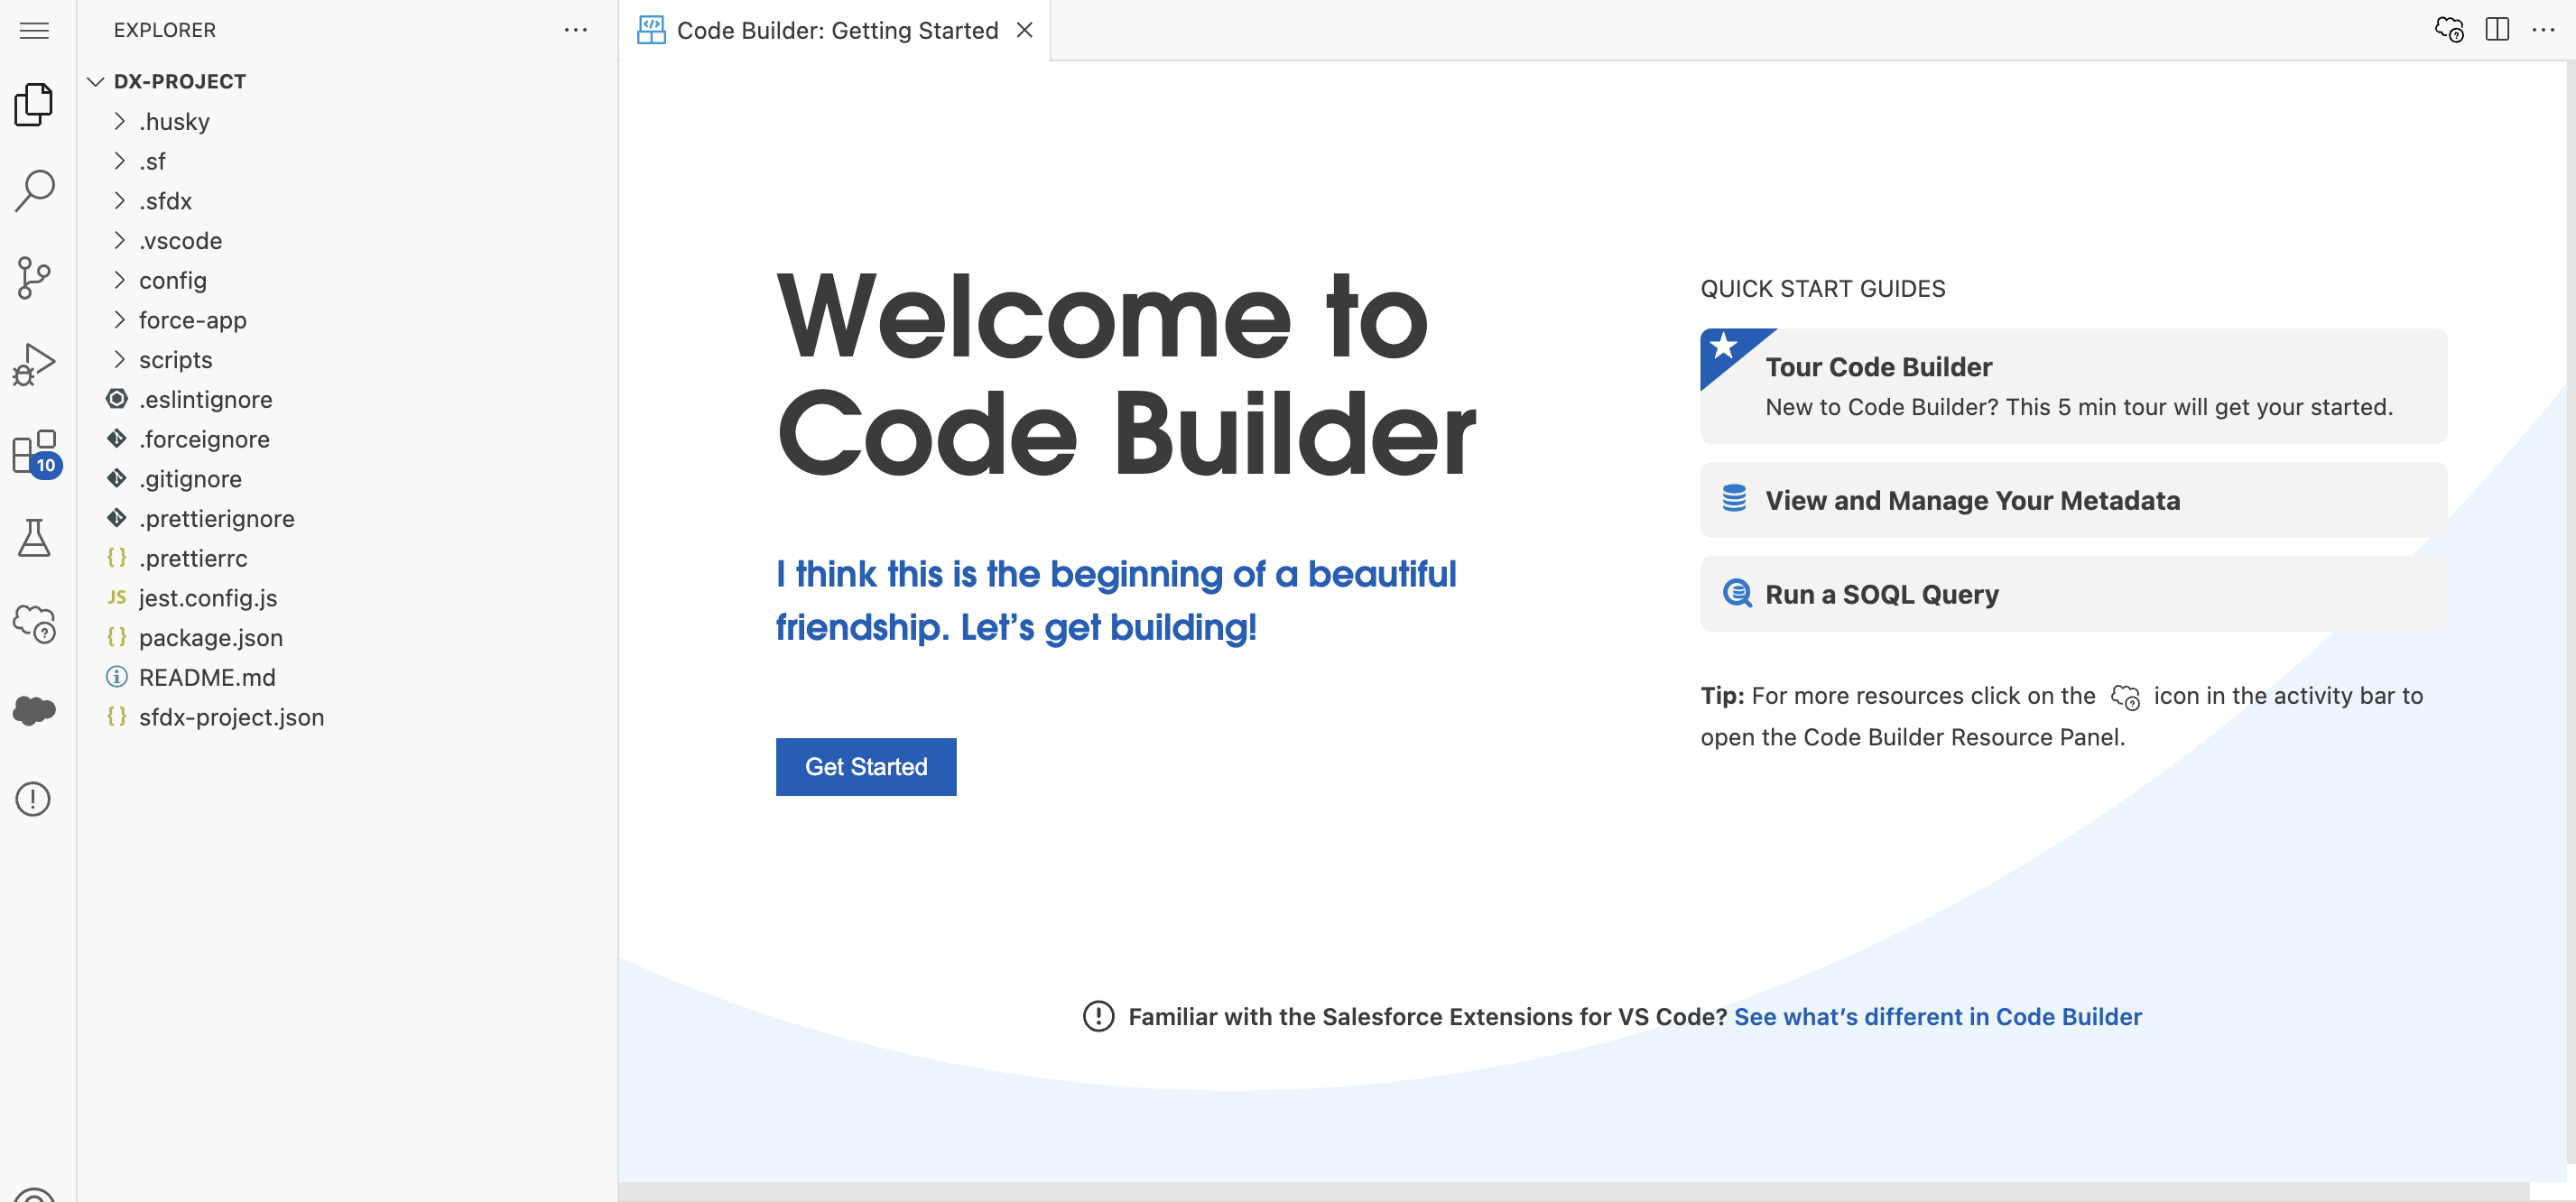 EXPLORER
DX-PROJECT
.husky
.sf
.sfdx
.vscode
config
force-app
scripts
.eslintignore
.forceignore
.gitignore
.prettierignore
.prettierrc
JS jest.config.js
package.json
README.md
sfdx-project.json
10
Code Builder: Getting Started
Welcome to
Code Builder
I think this is the beginning of a beautiful
friendship. Let’s get building!
Get Started
QUICK START GUIDES
Tour Code Builder
New to Code Builder? This 5 min tour will get your started.
View and Manage Your Metadata
Run a SOQL Query
Tip: For more resources click on the icon in the activity bar to
open the Code Builder Resource Panel.
Familiar with the Salesforce Extensions for VS Code? See what’s different in Code Builder